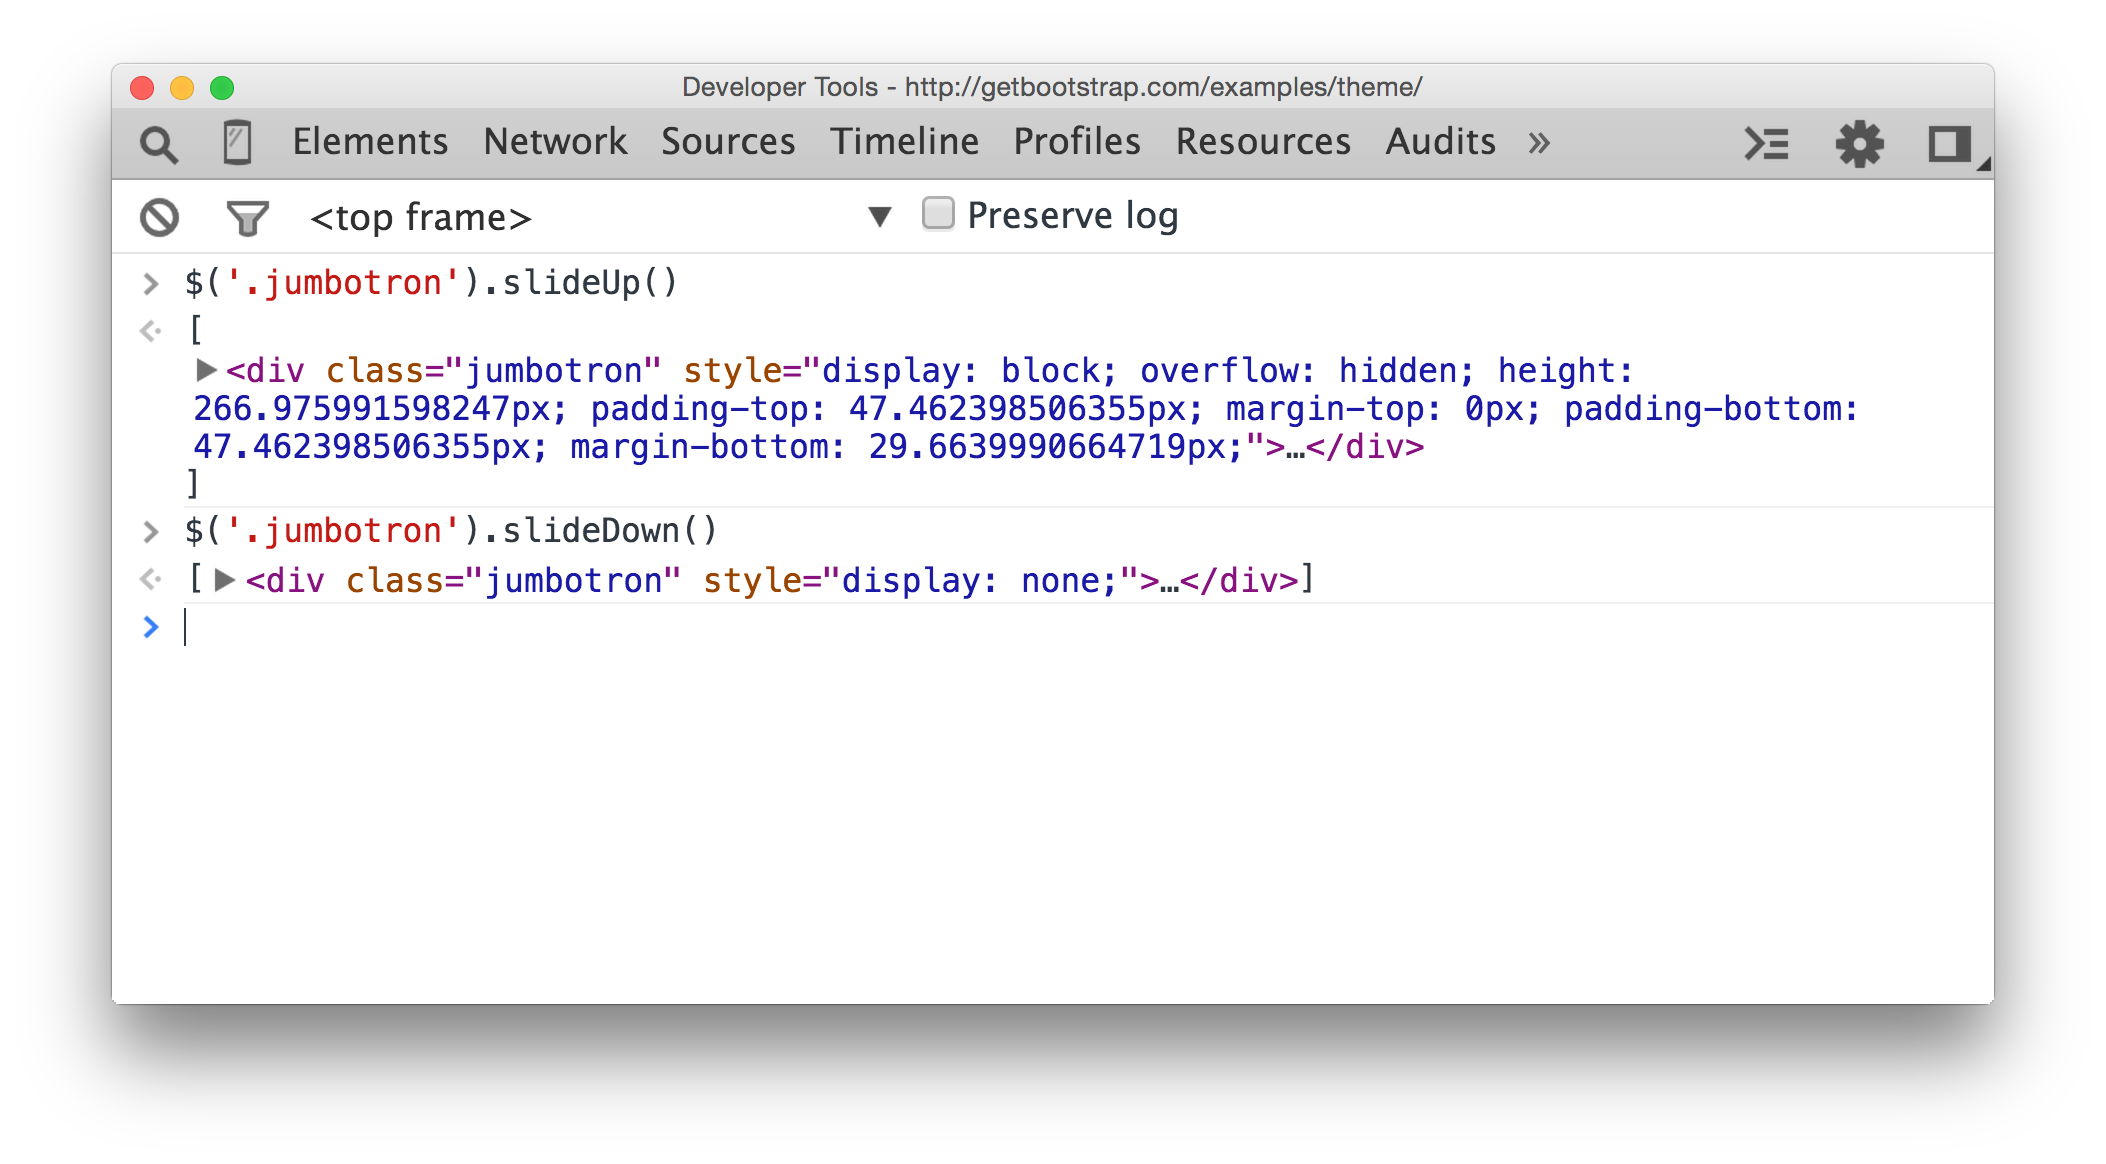 Developer Tools - http://getbootstrap.com/examples/theme/
Elements Network Sources Timeline Profiles Resources Audits »
<top frame> ▼ Preserve log
> $('.jumbotron').slideUp()
[
▶<div class="jumbotron" style="display: block; overflow: hidden; height:
266.975991598247px; padding-top: 47.462398506355px; margin-top: 0px; padding-bottom:
47.462398506355px; margin-bottom: 29.6639990664719px;">…</div>
]
> $('.jumbotron').slideDown()
[▶<div class="jumbotron" style="display: none;">…</div>]
>